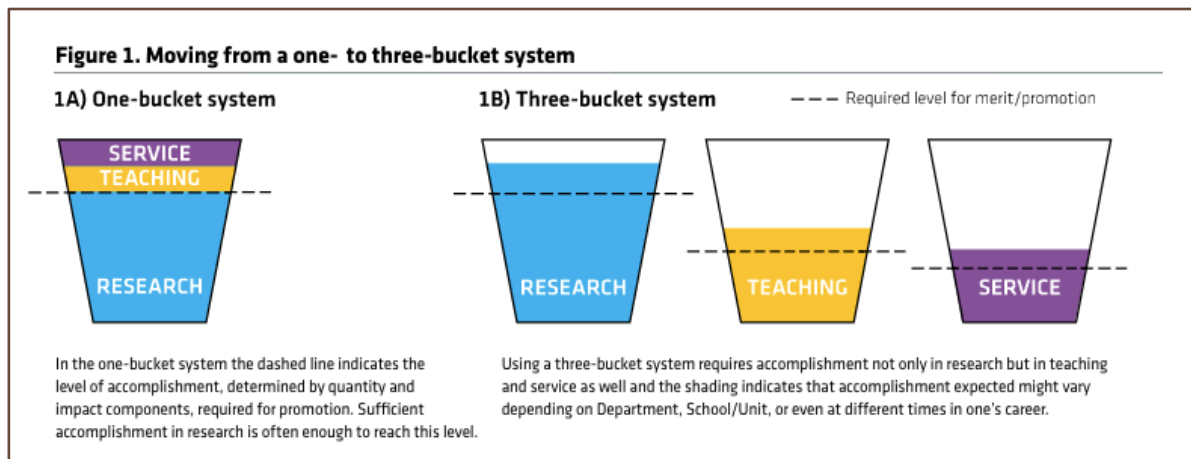 Figure 1. Moving from a one- to three-bucket system
1A) One-bucket system
SERVICE
TEACHING
RESEARCH
In the one-bucket system the dashed line indicates the
level of accomplishment, determined by quantity and
impact components, required for promotion. Sufficient
accomplishment in research is often enough to reach this level.
1B) Three-bucket system
--- Required level for merit/promotion
RESEARCH
TEACHING
SERVICE
Using a three-bucket system requires accomplishment not only in research but in teaching
and service as well and the shading indicates that accomplishment expected might vary
depending on Department, School/Unit, or even at different times in one's career.